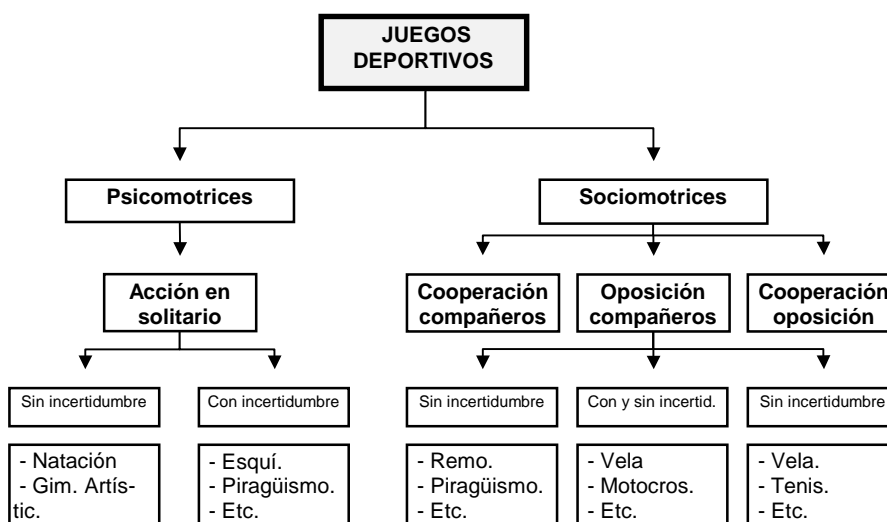 JUEGOS
DEPORTIVOS
Psicomotrices
Sociomotrices
Acción en
solitario
Cooperación
compañeros
Oposición
compañeros
Cooperación
oposición
Sin incertidumbre
Con incertidumbre
Sin incertidumbre
Con y sin incertid.
Sin incertidumbre
- Natación
- Gim. Artís-
tic.
- Esquí.
- Piragüismo.
- Etc.
- Remo.
- Piragüismo.
- Etc.
- Vela
- Motocros.
- Etc.
- Vela.
- Tenis.
- Etc.